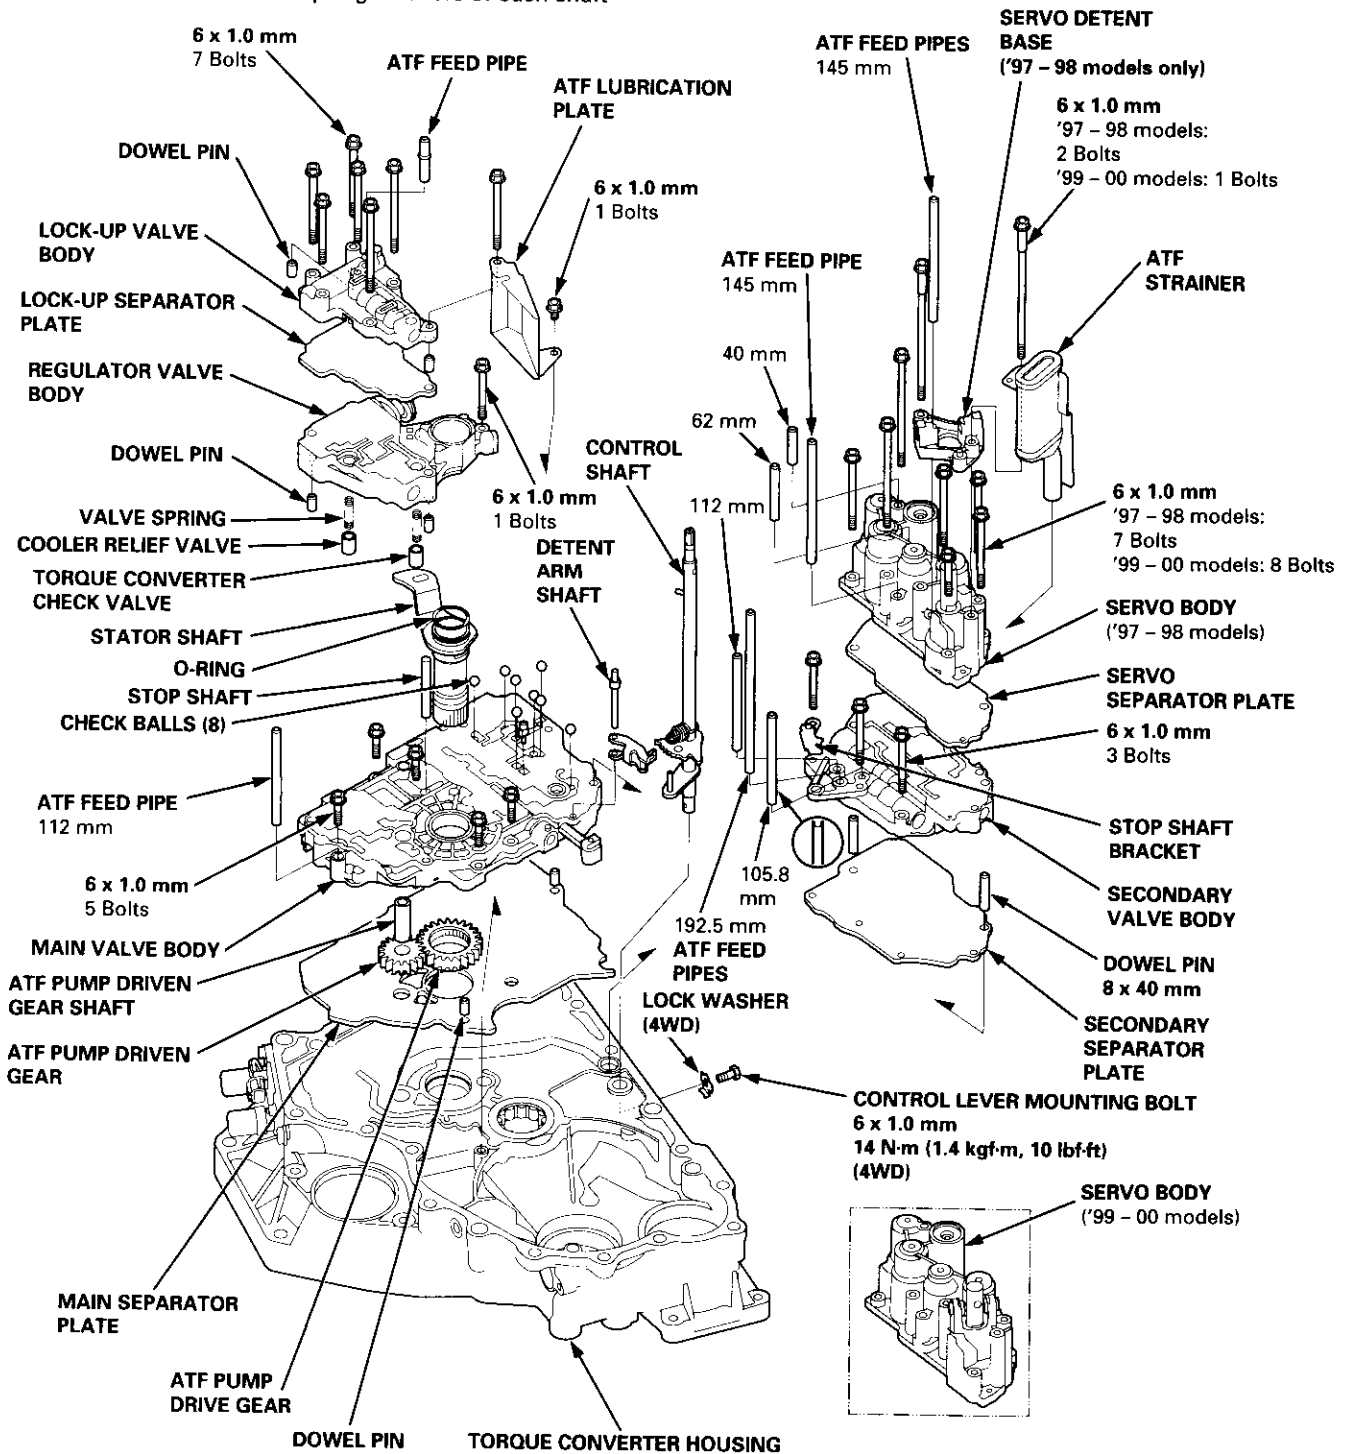 6 x 1.0 mm
7 Bolts
ATF FEED PIPE
ATF LUBRICATION
PLATE
DOWEL PIN
6 x 1.0 mm
1 Bolts
LOCK-UP VALVE
BODY
LOCK-UP SEPARATOR
PLATE
REGULATOR VALVE
BODY
DOWEL PIN
VALVE SPRING
COOLER RELIEF VALVE
TORQUE CONVERTER
CHECK VALVE
STATOR SHAFT
O-RING
STOP SHAFT
CHECK BALLS (8)
6 x 1.0 mm
1 Bolts
DETENT
ARM
SHAFT
CONTROL
SHAFT
ATF FEED PIPE
112 mm
6 x 1.0 mm
5 Bolts
MAIN VALVE BODY
ATF PUMP DRIVEN
GEAR SHAFT
ATF PUMP DRIVEN
GEAR
MAIN SEPARATOR
PLATE
ATF PUMP
DRIVE GEAR
DOWEL PIN
TORQUE CONVERTER HOUSING
ATF FEED PIPES
145 mm
SERVO DETENT
BASE
('97 – 98 models only)
6 x 1.0 mm
'97 – 98 models:
2 Bolts
'99 – 00 models: 1 Bolts
ATF FEED PIPE
145 mm
ATF
STRAINER
40 mm
62 mm
112 mm
6 x 1.0 mm
'97 – 98 models:
7 Bolts
'99 – 00 models: 8 Bolts
SERVO BODY
('97 – 98 models)
SERVO
SEPARATOR PLATE
6 x 1.0 mm
3 Bolts
STOP SHAFT
BRACKET
SECONDARY
VALVE BODY
105.8
mm
192.5 mm
ATF FEED
PIPES
DOWEL PIN
8 x 40 mm
SECONDARY
SEPARATOR
PLATE
LOCK WASHER
(4WD)
CONTROL LEVER MOUNTING BOLT
6 x 1.0 mm
14 N·m (1.4 kgf·m, 10 lbf·ft)
(4WD)
SERVO BODY
('99 – 00 models)